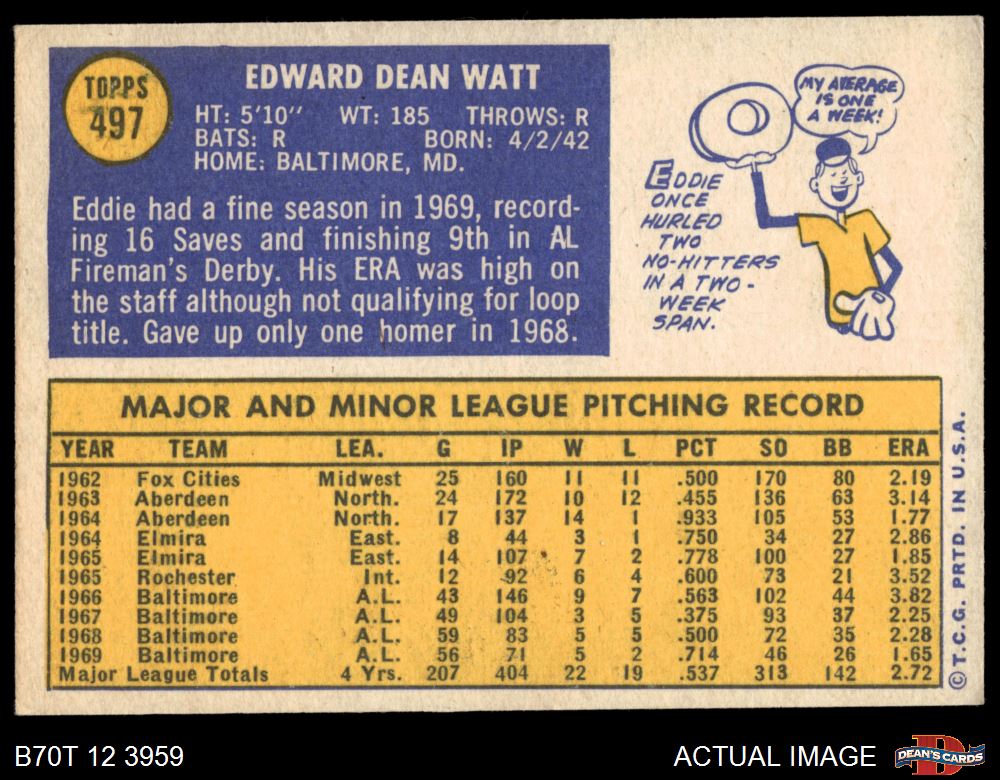 TOPPS
497
EDWARD DEAN WATT
HT: 5'10" WT: 185 THROWS: R
BATS: R BORN: 4/2/42
HOME: BALTIMORE, MD.
Eddie had a fine season in 1969, record-
ing 16 Saves and finishing 9th in AL
Fireman's Derby. His ERA was high on
the staff although not qualifying for loop
title. Gave up only one homer in 1968.
MY AVERAGE
IS ONE
A WEEK!
EDDIE
ONCE
HURLED
TWO
NO-HITTERS
IN A TWO-
WEEK
SPAN.
MAJOR AND MINOR LEAGUE PITCHING RECORD
YEAR TEAM LEA. G IP W L PCT SO BB ERA
1962 Fox Cities Midwest 25 160 11 11 .500 170 80 2.19
1963 Aberdeen North. 24 172 10 12 .455 136 63 3.14
1964 Aberdeen North. 17 137 14 1 .933 105 53 1.77
1964 Elmira East. 8 44 3 1 .750 34 27 2.86
1965 Elmira East. 14 107 7 2 .778 100 27 1.85
1965 Rochester Int. 12 92 6 4 .600 73 21 3.52
1966 Baltimore A.L. 43 146 9 7 .563 102 44 3.82
1967 Baltimore A.L. 49 104 3 5 .375 93 37 2.25
1968 Baltimore A.L. 59 83 5 5 .500 72 35 2.28
1969 Baltimore A.L. 56 71 5 2 .714 46 26 1.65
Major League Totals 4 Yrs. 207 404 22 19 .537 313 142 2.72
©T.C.G. PRTD. IN U.S.A.
B70T 12 3959
ACTUAL IMAGE
D
DEAN'S CARDS